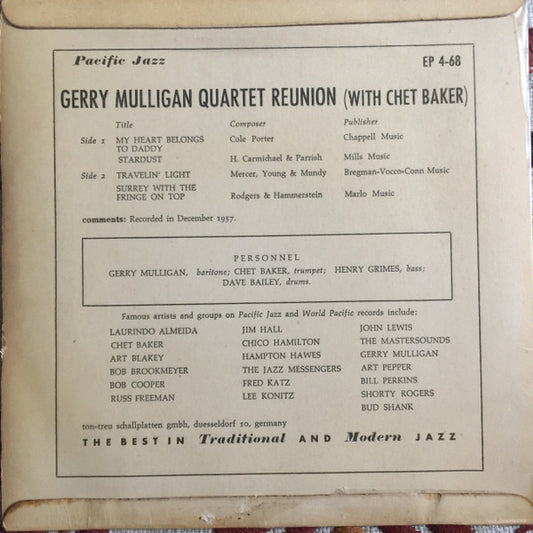 Pacific Jazz EP 4-68
GERRY MULLIGAN QUARTET REUNION (WITH CHET BAKER)
Title Composer Publisher
Side 1 MY HEART BELONGS TO DADDY Cole Porter Chappell Music
STARDUST H. Carmichael & Parrish Mills Music
Side 2 TRAVELIN' LIGHT Mercer, Young & Mundy Bregman-Vocco-Conn Music
SURREY WITH THE FRINGE ON TOP Rodgers & Hammerstein Marlo Music
comments: Recorded in December 1957.
PERSONNEL
GERRY MULLIGAN, baritone; CHET BAKER, trumpet; HENRY GRIMES, bass;
DAVE BAILEY, drums.
Famous artists and groups on Pacific Jazz and World Pacific records include:
LAURINDO ALMEIDA JIM HALL JOHN LEWIS
CHET BAKER CHICO HAMILTON THE MASTERSOUNDS
ART BLAKEY HAMPTON HAWES GERRY MULLIGAN
BOB BROOKMEYER THE JAZZ MESSENGERS ART PEPPER
BOB COOPER FRED KATZ BILL PERKINS
RUSS FREEMAN LEE KONITZ SHORTY ROGERS
BUD SHANK
ton=treu schallplatten gmbh, duesseldorf 10, germany
THE BEST IN Traditional AND Modern JAZZ